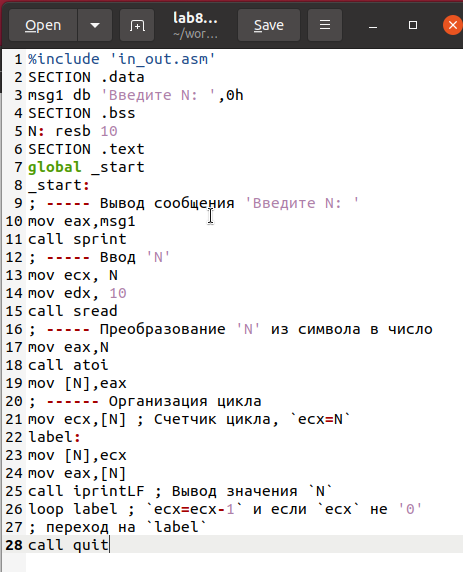 Open
lab8...
~/wor...
Save
1 %include 'in_out.asm'
2 SECTION .data
3 msg1 db 'Введите N: ',0h
4 SECTION .bss
5 N: resb 10
6 SECTION .text
7 global _start
8 _start:
9 ; ----- Вывод сообщения 'Введите N: '
10 mov eax,msg1
11 call sprint
12 ; ----- Ввод 'N'
13 mov ecx, N
14 mov edx, 10
15 call sread
16 ; ----- Преобразование 'N' из символа в число
17 mov eax,N
18 call atoi
19 mov [N],eax
20 ; ------ Организация цикла
21 mov ecx,[N] ; Счетчик цикла, `ecx=N`
22 label:
23 mov [N],ecx
24 mov eax,[N]
25 call iprintLF ; Вывод значения `N`
26 loop label ; `ecx=ecx-1` и если `ecx` не '0'
27 ; переход на `label`
28 call quit